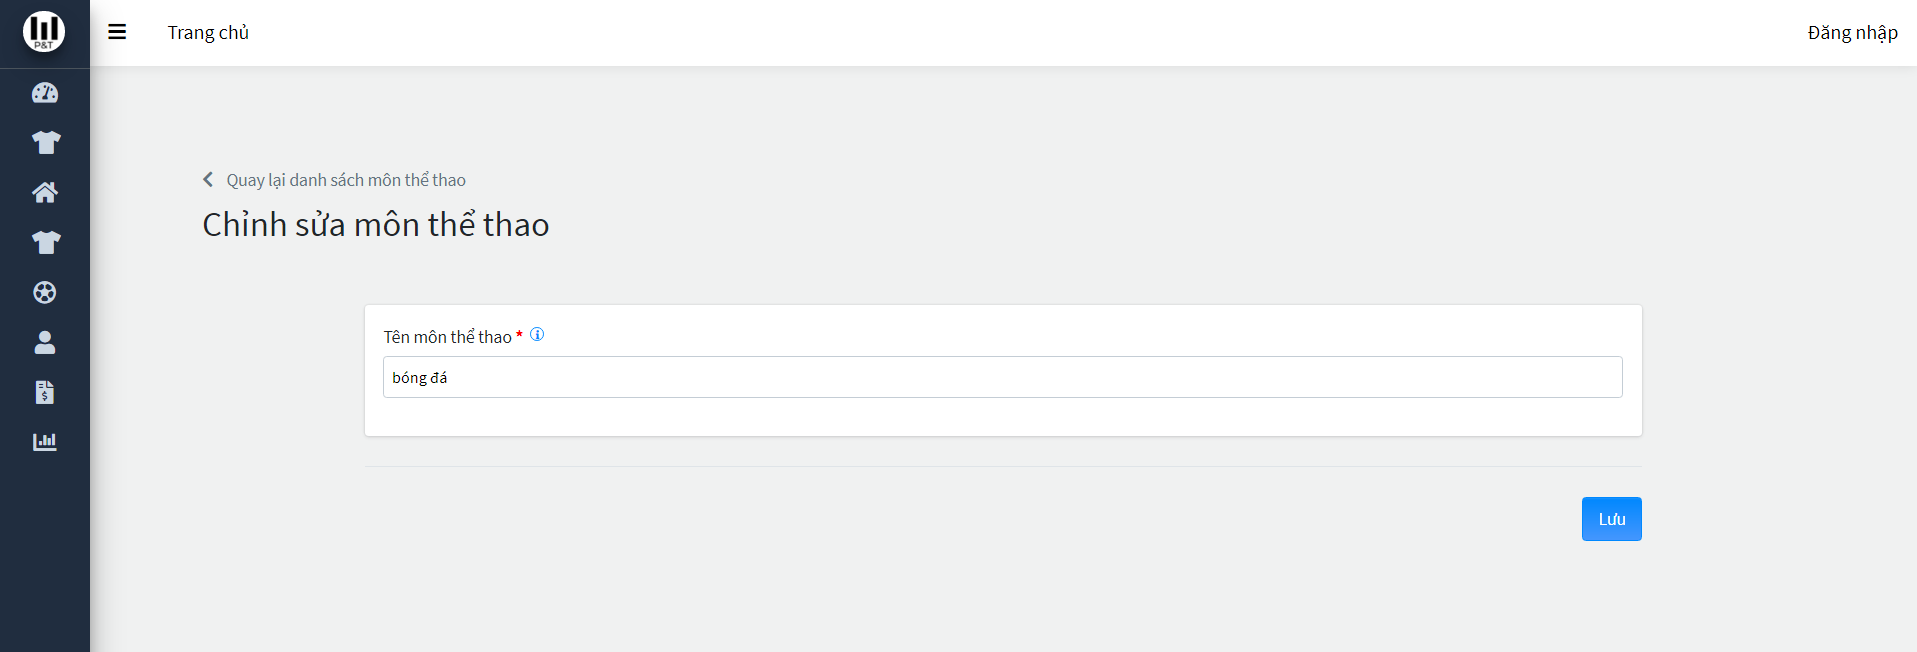 P&T
Trang chủ
Đăng nhập
Quay lại danh sách môn thể thao
Chỉnh sửa môn thể thao
Tên môn thể thao *
bóng đá
Lưu